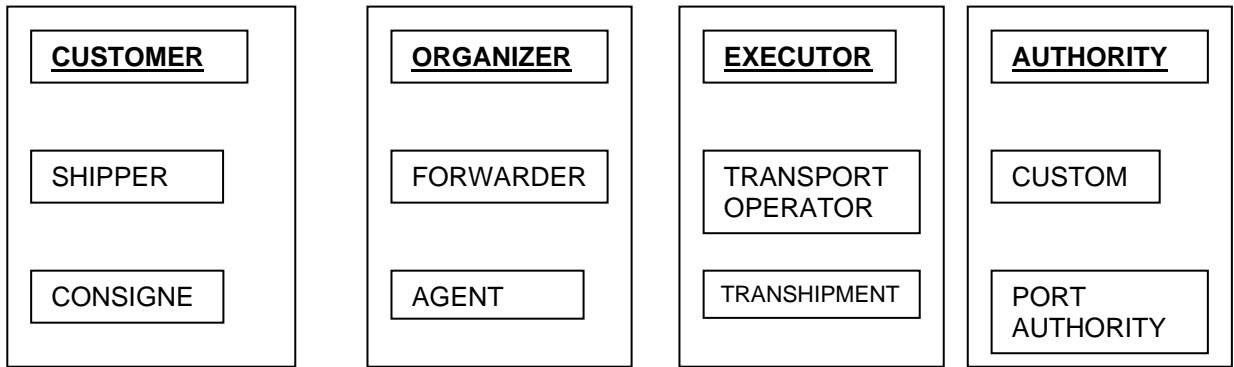 CUSTOMER
SHIPPER
CONSIGNE
ORGANIZER
FORWARDER
AGENT
EXECUTOR
TRANSPORT
OPERATOR
TRANSHIPMENT
AUTHORITY
CUSTOM
PORT
AUTHORITY